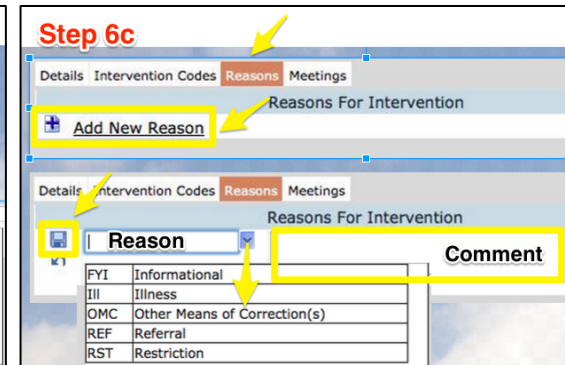 Step 6c
Details Intervention Codes Reasons Meetings
Reasons For Intervention
Add New Reason
Details Intervention Codes Reasons Meetings
Reasons For Intervention
Reason
Comment
FYI Informational
Ill Illness
OMC Other Means of Correction(s)
REF Referral
RST Restriction